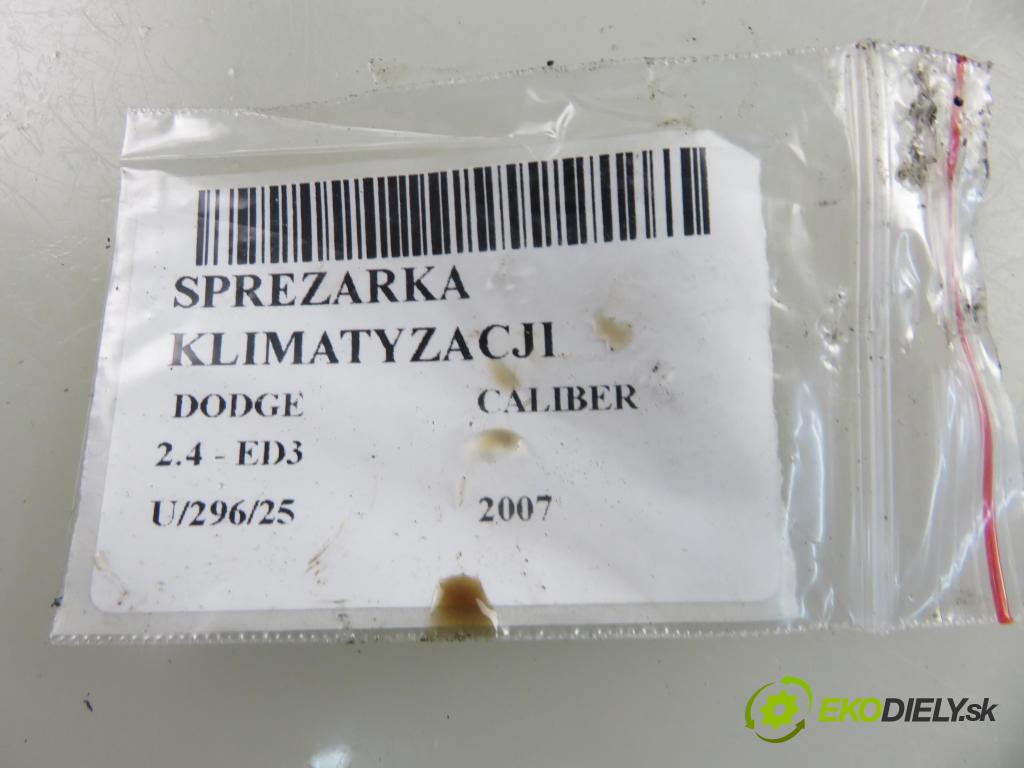 SPREZARKA
KLIMATYZACJI
DODGE CALIBER
2.4 - ED3
U/296/25 2007
EKODIELY.sk